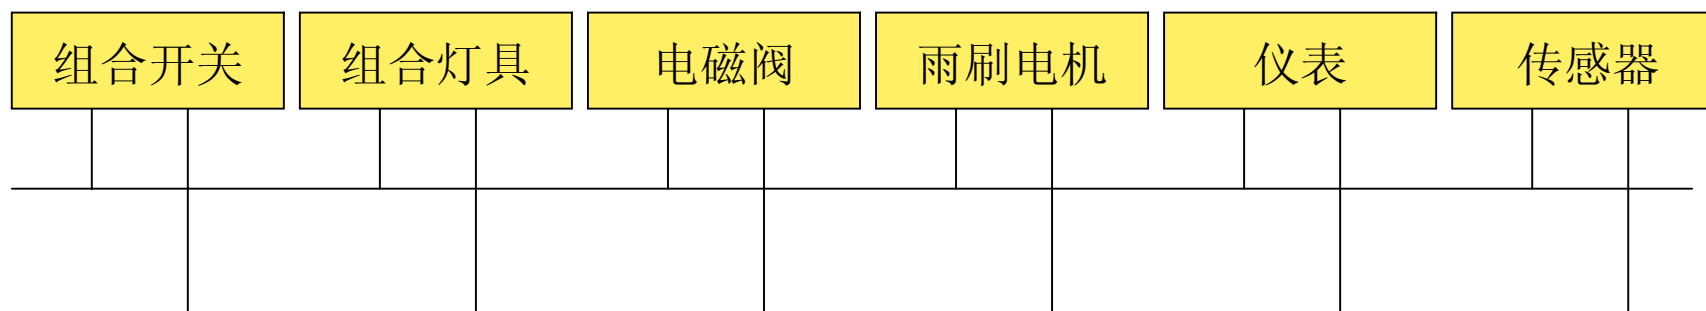 组合开关
组合灯具
电磁阀
雨刷电机
仪表
传感器